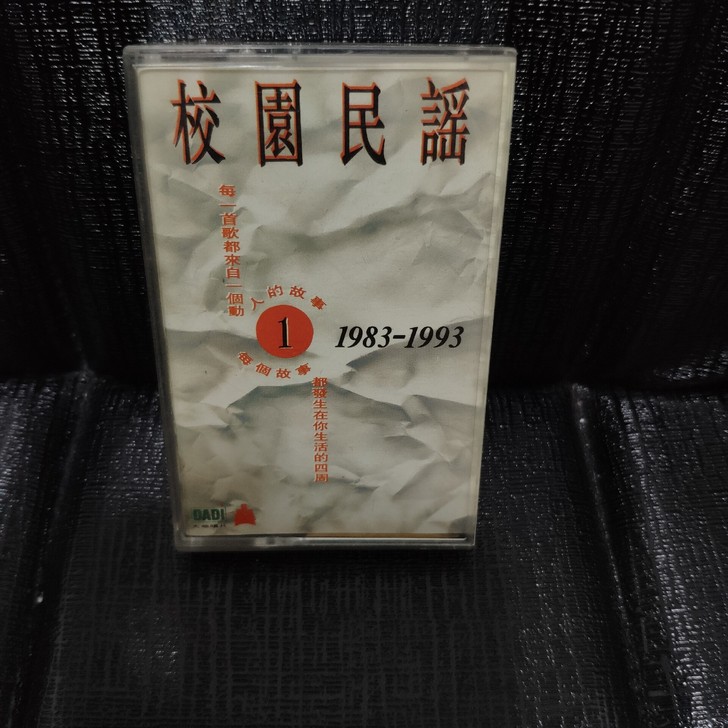 校園民謠
每一首歌都來自一個動
人的故事
1
1983-1993
每個故事
都發生在你生活的四周
DADI